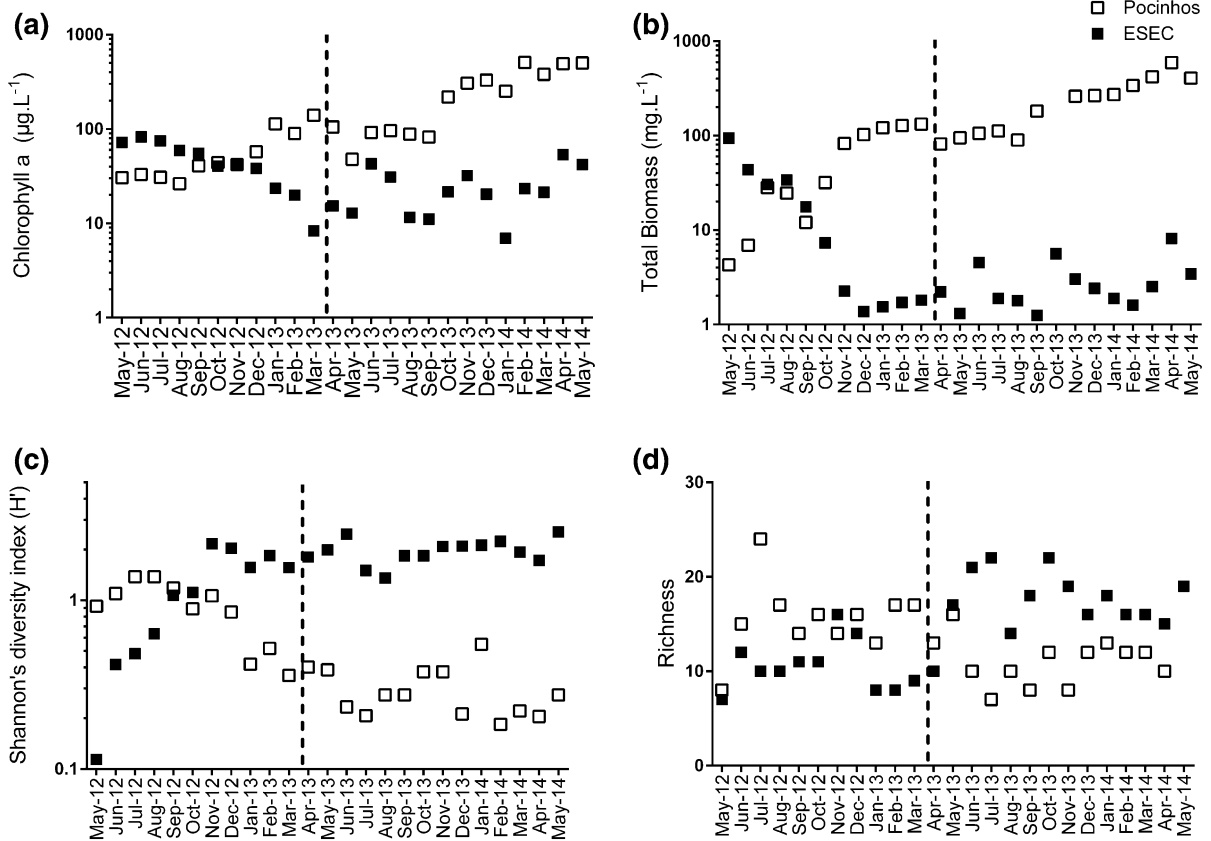 Pocinhos
ESEC
(a)
Chlorophyll a (µg.L-1)
1000
100
10
1
May-12
Jun-12
Jul-12
Aug-12
Sep-12
Oct-12
Nov-12
Dec-12
Jan-13
Feb-13
Mar-13
Apr-13
May-13
Jun-13
Jul-13
Aug-13
Sep-13
Oct-13
Nov-13
Dec-13
Jan-14
Feb-14
Mar-14
Apr-14
May-14
(b)
Total Biomass (mg.L-1)
1000
100
10
1
May-12
Jun-12
Jul-12
Aug-12
Sep-12
Oct-12
Nov-12
Dec-12
Jan-13
Feb-13
Mar-13
Apr-13
May-13
Jun-13
Jul-13
Aug-13
Sep-13
Oct-13
Nov-13
Dec-13
Jan-14
Feb-14
Mar-14
Apr-14
May-14
(c)
Shannon's diversity index (H')
1
0.1
May-12
Jun-12
Jul-12
Aug-12
Sep-12
Oct-12
Nov-12
Dec-12
Jan-13
Feb-13
Mar-13
Apr-13
May-13
Jun-13
Jul-13
Aug-13
Sep-13
Oct-13
Nov-13
Dec-13
Jan-14
Feb-14
Mar-14
Apr-14
May-14
(d)
Richness
30
20
10
0
May-12
Jun-12
Jul-12
Aug-12
Sep-12
Oct-12
Nov-12
Dec-12
Jan-13
Feb-13
Mar-13
Apr-13
May-13
Jun-13
Jul-13
Aug-13
Sep-13
Oct-13
Nov-13
Dec-13
Jan-14
Feb-14
Mar-14
Apr-14
May-14